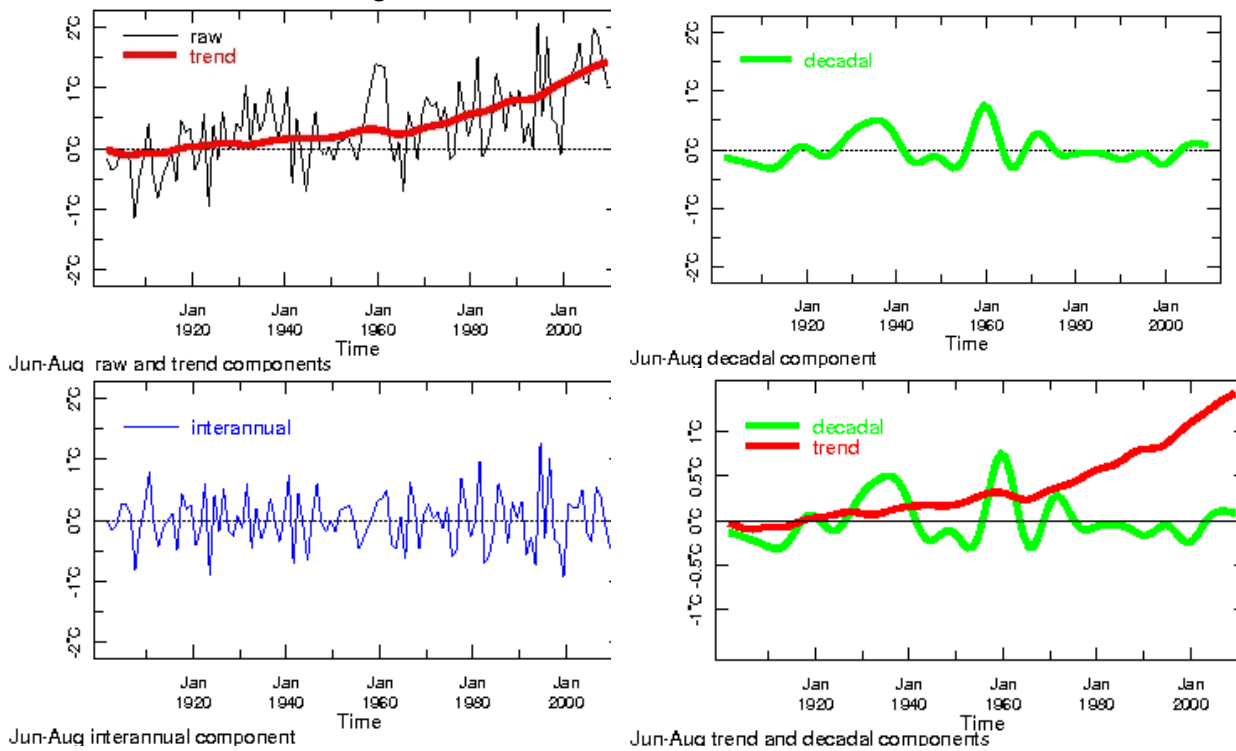 2°C
1°C
0°C
-1°C
-2°C
raw
trend
Jan
1920
Jan
1940
Jan
1960
Jan
1980
Jan
2000
Time
Jun-Aug raw and trend components
2°C
1°C
0°C
-1°C
-2°C
decadal
Jan
1920
Jan
1940
Jan
1960
Jan
1980
Jan
2000
Time
Jun-Aug decadal component
2°C
1°C
0°C
-1°C
-2°C
interannual
Jan
1920
Jan
1940
Jan
1960
Jan
1980
Jan
2000
Time
Jun-Aug interannual component
1°C
0.5°C
0°C
-0.5°C
-1°C
decadal
trend
Jan
1920
Jan
1940
Jan
1960
Jan
1980
Jan
2000
Time
Jun-Aug trend and decadal components